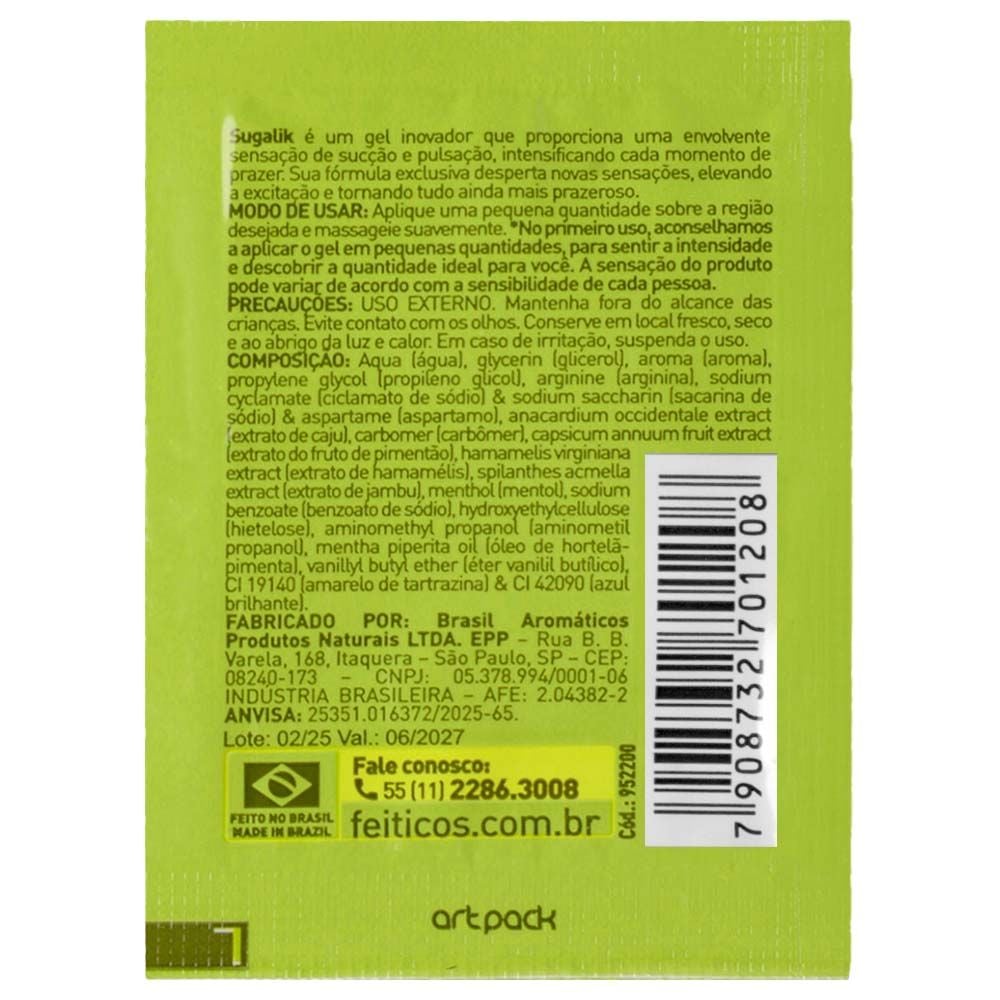 Sugalik é um gel inovador que proporciona uma envolvente
sensação de sucção e pulsação, intensificando cada momento de
prazer. Sua fórmula exclusiva desperta novas sensações, elevando
a excitação e tornando tudo ainda mais prazeroso.
MODO DE USAR: Aplique uma pequena quantidade sobre a região
desejada e massageie suavemente. *No primeiro uso, aconselhamos
a aplicar o gel em pequenas quantidades, para sentir a intensidade
e descobrir a quantidade ideal para você. A sensação do produto
pode variar de acordo com a sensibilidade de cada pessoa.
PRECAUÇÕES: USO EXTERNO. Mantenha fora do alcance das
crianças. Evite contato com os olhos. Conserve em local fresco, seco
e ao abrigo da luz e calor. Em caso de irritação, suspenda o uso.
COMPOSIÇÃO: Aqua (água), glycerin (glicerol), aroma (aroma),
propylene glycol (propileno glicol), arginine (arginina), sodium
cyclamate (ciclamato de sódio) & sodium saccharin (sacarina de
sódio) & aspartame (aspartamo), anacardium occidentale extract
(extrato de caju), carbomer (carbômer), capsicum annuum fruit extract
(extrato do fruto de pimentão), hamamelis virginiana
extract (extrato de hamamélis), spilanthes acmella
extract (extrato de jambu), menthol (mentol), sodium
benzoate (benzoato de sódio), hydroxyethylcellulose
(hietelose), aminomethyl propanol (aminometil
propanol), mentha piperita oil (óleo de hortelã-
pimenta), vanillyl butyl ether (éter vanilil butílico),
CI 19140 (amarelo de tartrazina) & CI 42090 (azul
brilhante).
FABRICADO POR: Brasil Aromáticos
Produtos Naturais LTDA. EPP – Rua B. B.
Varela, 168, Itaquera – São Paulo, SP – CEP:
08240-173 – CNPJ: 05.378.994/0001-06
INDÚSTRIA BRASILEIRA – AFE: 2.04382-2
ANVISA: 25351.016372/2025-65.
Lote: 02/25 Val.: 06/2027
FEITO NO BRASIL
MADE IN BRAZIL
Fale conosco:
55 (11) 2286.3008
feiticos.com.br
Cód.: 952200
7 908732 701208
art pack